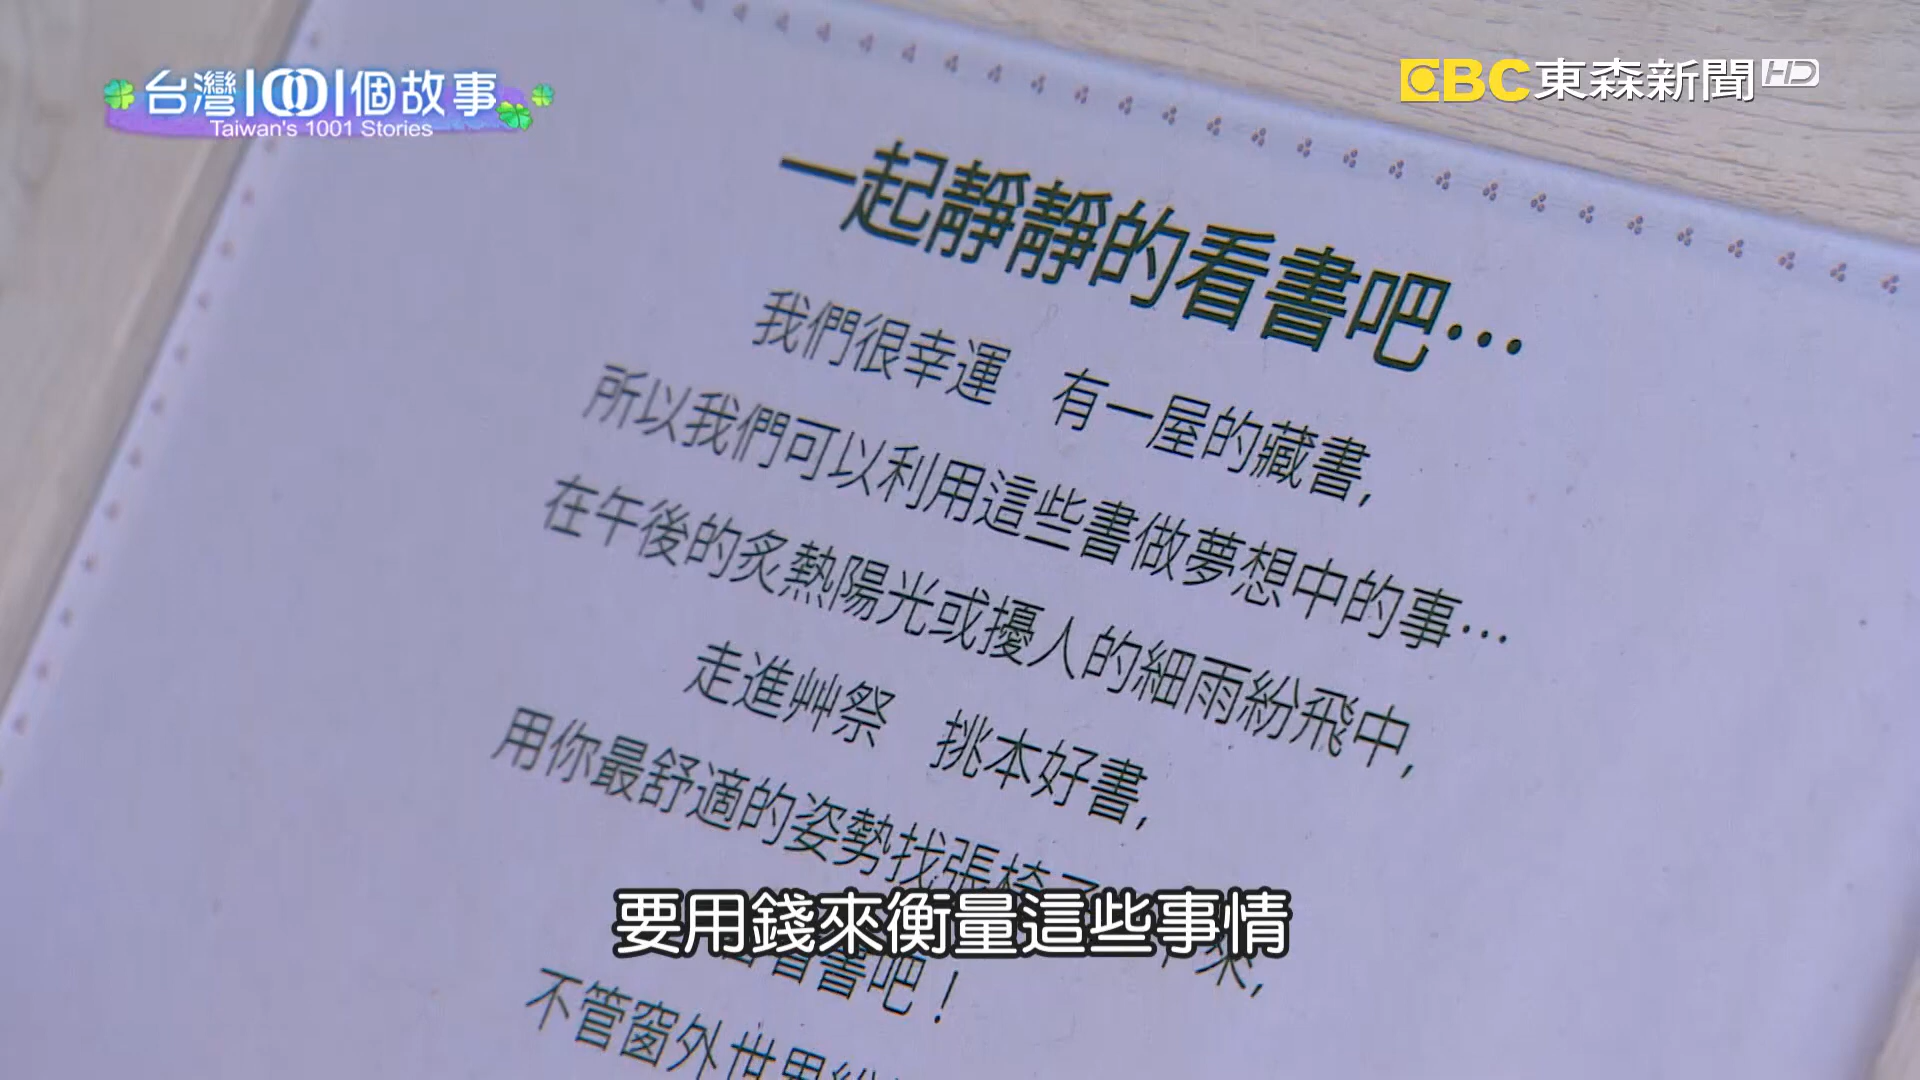 台灣1001個故事
Taiwan's 1001 Stories
EBC東森新聞HD
一起靜靜的看書吧…
我們很幸運 有一屋的藏書,
所以我們可以利用這些書做夢想中的事…
在午後的炙熱陽光或擾人的細雨紛飛中,
走進艸祭 挑本好書,
用你最舒適的姿勢找張椅子
來,
看書吧!
不管窗外世界紛
要用錢來衡量這些事情